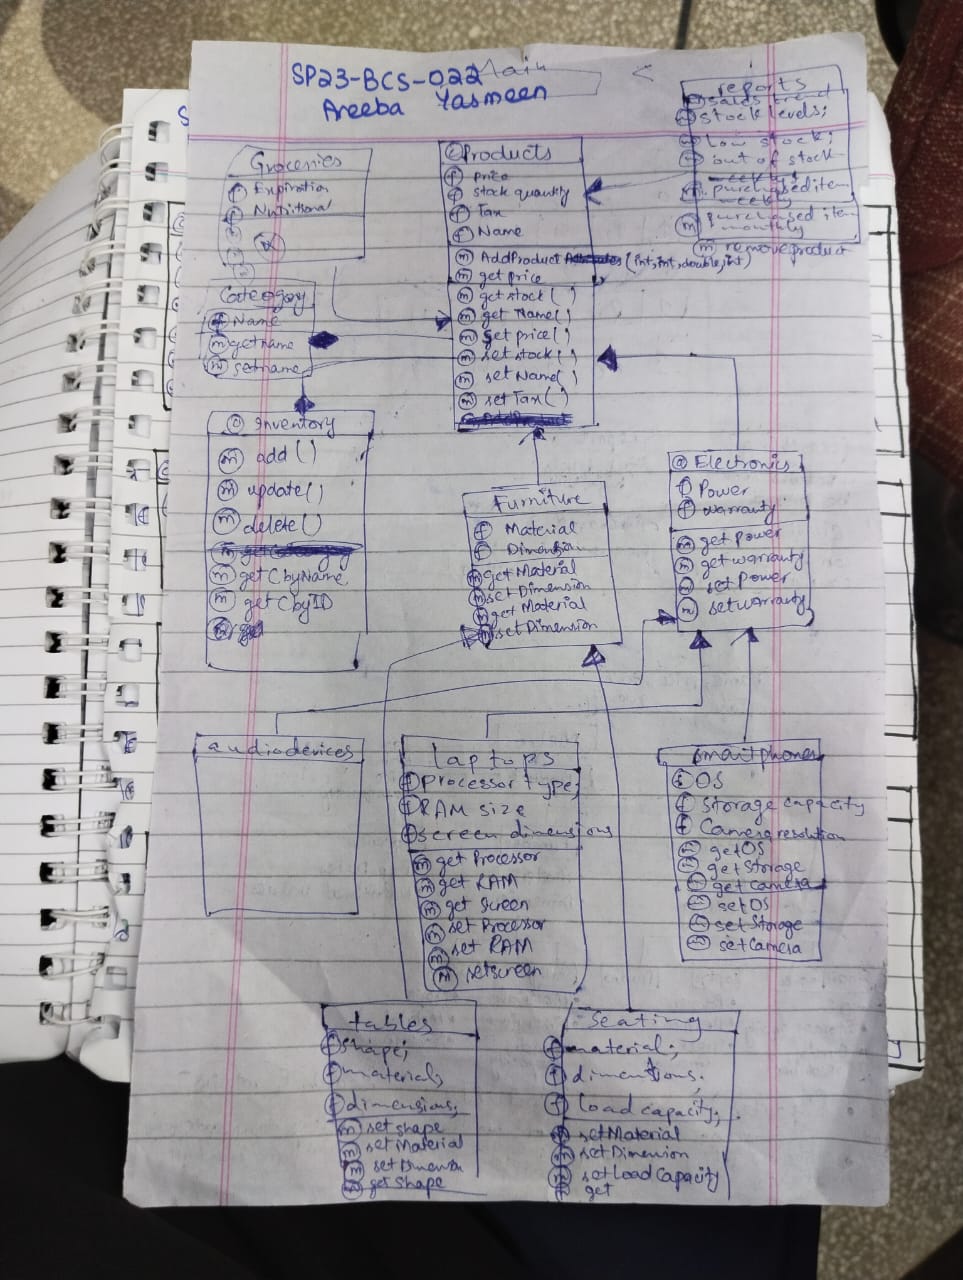 SP23-BCS-022
Areeba Yasmeen
Main
reports
stock levels;
low stock;
out of stock
purchased item
weekly
purchased item
monthly
m remove product
Groceries
f Expiration
f Nutritional
c Products
f Price
f stock quantity
f Tax
f Name
m AddProduct (int, int, double, int)
m get price
m get stock ( )
m get Name( )
m set price( )
m set stock( )
m set Name( )
m set Tax( )
Category
f Name
m getname
m setname
c Inventory
m add ( )
m update( )
m delete( )
m getCbyName
m getCbyID
Furniture
f Material
f Dimension
m get Material
m set Dimension
m get Material
m set Dimension
c Electronics
f Power
f warranty
m get power
m get warranty
m set Power
m set warranty
audiodevices
laptops
f processor type;
f RAM size
f screen dimensions
m get Processor
m get RAM
m get Screen
m set Processor
m set RAM
m setscreen
smartphones
f OS
f Storage capacity
f Camera resolution
m getOS
m get Storage
m get camera
m set OS
m set Storage
m set camera
tables
f shape;
f material;
f dimensions;
m set shape
m set Material
m set Dimension
m get Shape
Seating
f material;
f dimensions.
f load capacity;
m set Material
m set Dimension
m set Load Capacity
get